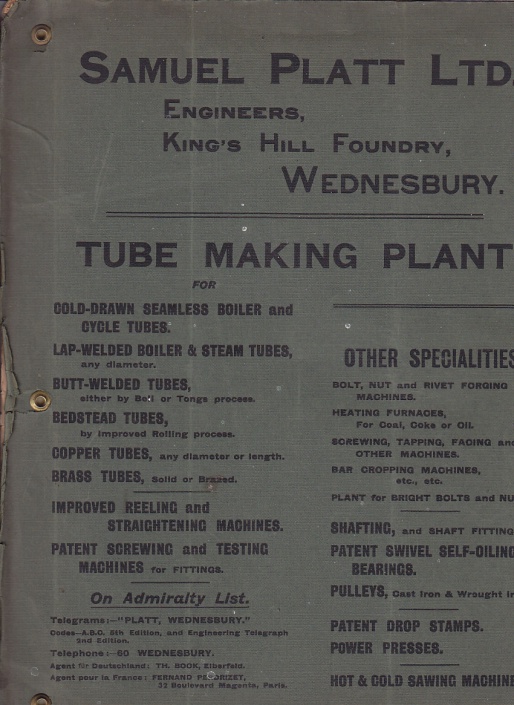 SAMUEL PLATT LTD.
ENGINEERS,
KING'S HILL FOUNDRY,
WEDNESBURY.
TUBE MAKING PLANT
FOR
COLD-DRAWN SEAMLESS BOILER and
CYCLE TUBES.
LAP-WELDED BOILER & STEAM TUBES,
any diameter.
BUTT-WELDED TUBES,
either by Bell or Tongs process.
BEDSTEAD TUBES,
by Improved Rolling process.
COPPER TUBES, any diameter or length.
BRASS TUBES, Solid or Brazed.
IMPROVED REELING and
STRAIGHTENING MACHINES.
PATENT SCREWING and TESTING
MACHINES for FITTINGS.
On Admiralty List.
Telegrams:—"PLATT, WEDNESBURY."
Codes—A.B.C. 5th Edition, and Engineering Telegraph
2nd Edition.
Telephone:—60 WEDNESBURY.
Agent für Deutschland: TH. BOOK, Elberfeld.
Agent pour la France: FERNAND
32 Boulevard Magenta, Paris.
OTHER SPECIALITIES
BOLT, NUT and RIVET FORGING
MACHINES.
HEATING FURNACES,
For Coal, Coke or Oil.
SCREWING, TAPPING, FACING and
OTHER MACHINES.
BAR CROPPING MACHINES,
etc., etc.
PLANT for BRIGHT BOLTS and NU
SHAFTING, and SHAFT FITTING
PATENT SWIVEL SELF-OILING
BEARINGS.
PULLEYS, Cast Iron & Wrought Ir
PATENT DROP STAMPS.
POWER PRESSES.
HOT & COLD SAWING MACHINE